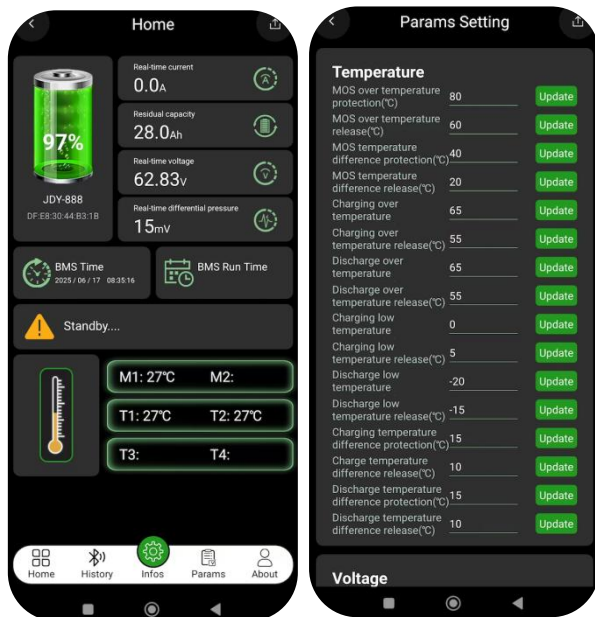 Home
Real-time current
0.0A
97%
Residual capacity
28.0Ah
Real-time voltage
62.83v
JDY-888
DF:E8:30:44:B3:1B
Real-time differential pressure
15mV
BMS Time
2025 / 06 / 17 08:35:16
BMS Run Time
Standby....
M1: 27℃ M2:
T1: 27℃ T2: 27℃
T3: T4:
Home History Infos Params About
Params Setting
Temperature
MOS over temperature
protection(℃) 80 Update
MOS over temperature
release(℃) 60 Update
MOS temperature
difference protection(℃) 40 Update
MOS temperature
difference release(℃) 20 Update
Charging over
temperature 65 Update
Charging over
temperature release(℃) 55 Update
Discharge over
temperature 65 Update
Discharge over
temperature release(℃) 55 Update
Charging low
temperature 0 Update
Charging low
temperature release(℃) 5 Update
Discharge low
temperature -20 Update
Discharge low
temperature release(℃) -15 Update
Charging temperature
difference protection(℃) 15 Update
Charge temperature
difference release(℃) 10 Update
Discharge temperature
difference protection(℃) 15 Update
Discharge temperature
difference release(℃) 10 Update
Voltage